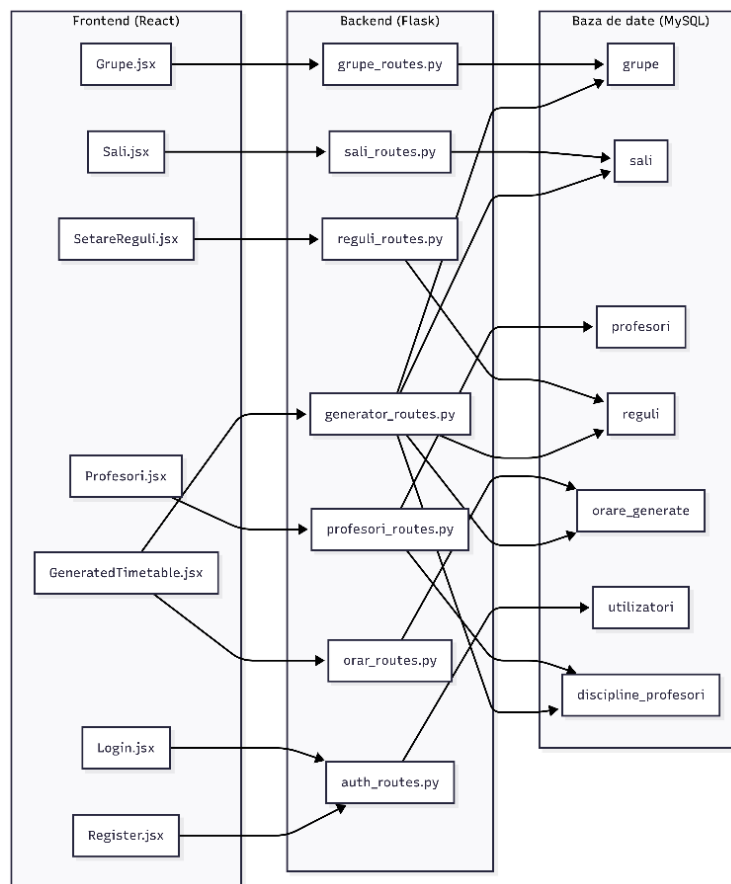 Frontend (React)
Backend (Flask)
Baza de date (MySQL)
Grupe.jsx
grupe_routes.py
grupe
Sali.jsx
sali_routes.py
sali
SetareReguli.jsx
reguli_routes.py
profesori
generator_routes.py
reguli
Profesori.jsx
profesori_routes.py
orare_generate
GeneratedTimetable.jsx
utilizatori
orar_routes.py
discipline_profesori
Login.jsx
auth_routes.py
Register.jsx